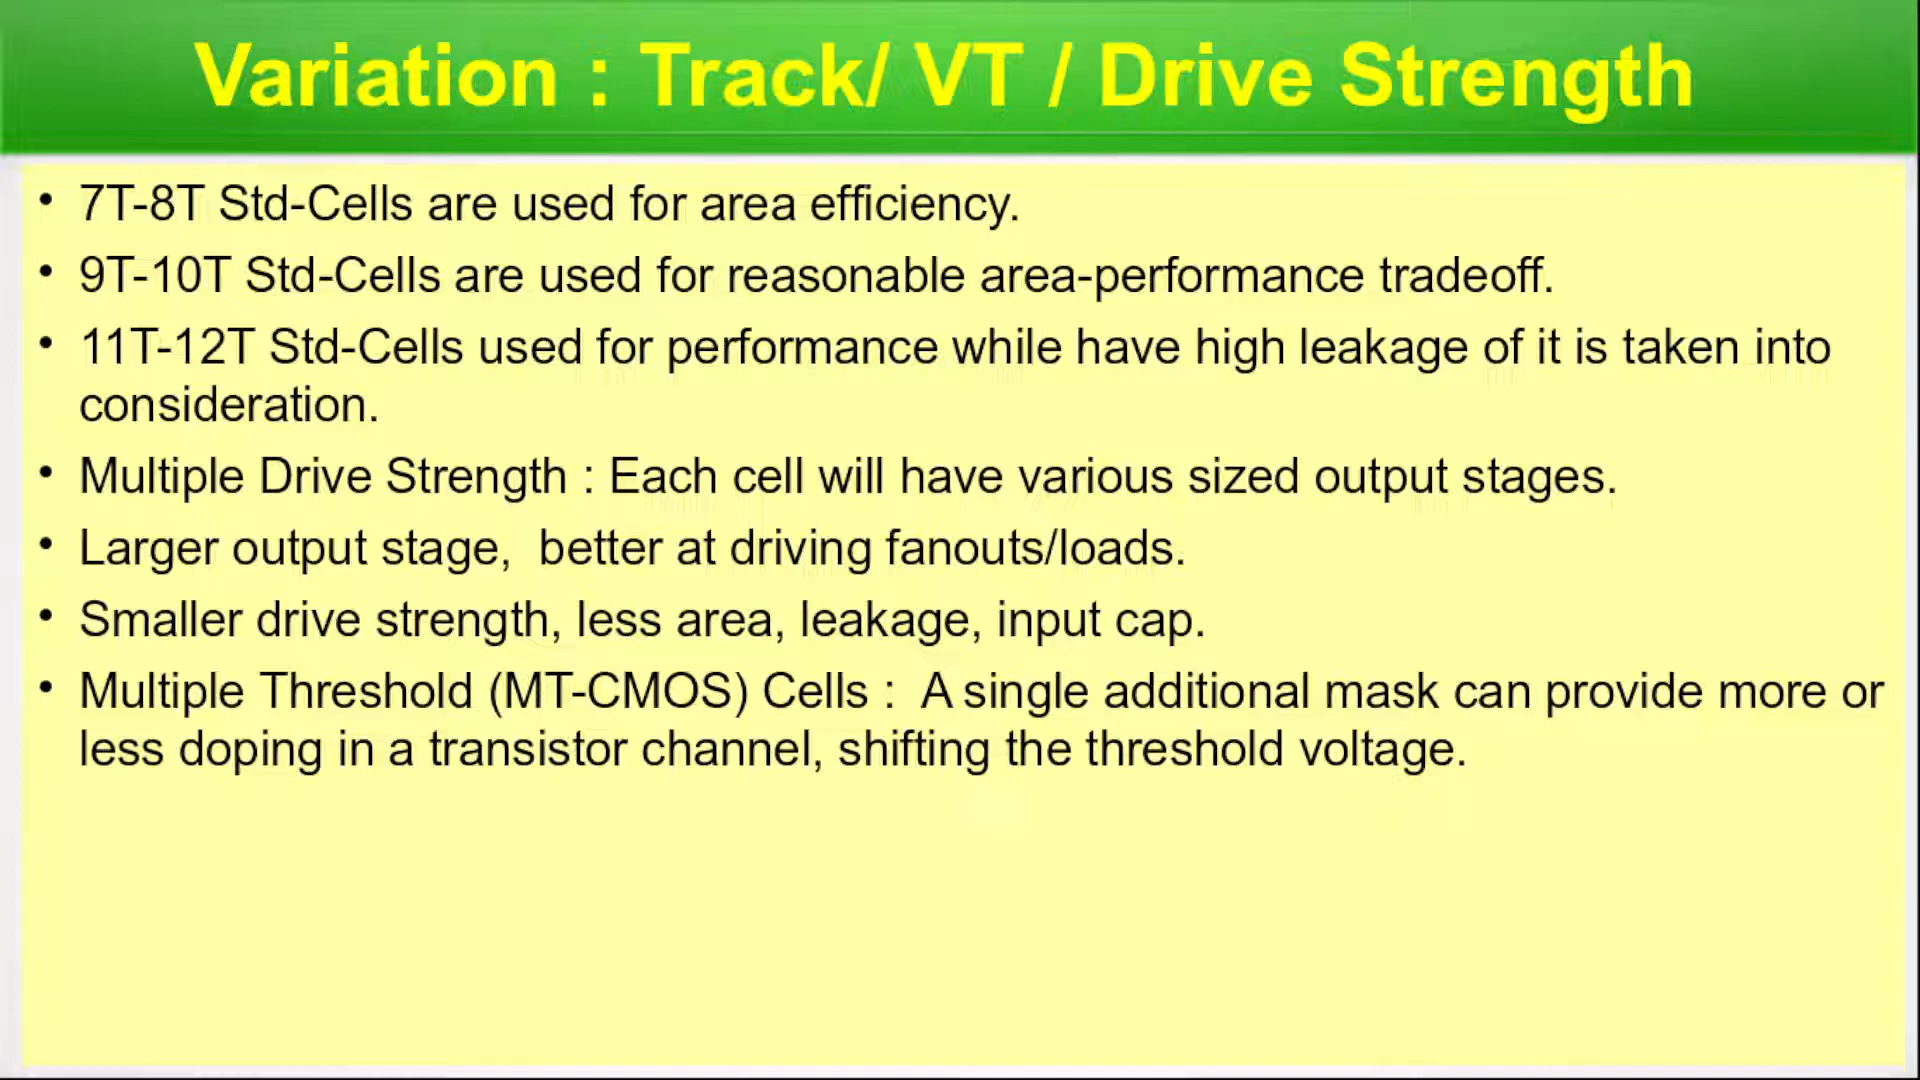 Variation : Track/ VT / Drive Strength
• 7T-8T Std-Cells are used for area efficiency.
• 9T-10T Std-Cells are used for reasonable area-performance tradeoff.
• 11T-12T Std-Cells used for performance while have high leakage of it is taken into
consideration.
• Multiple Drive Strength : Each cell will have various sized output stages.
• Larger output stage,  better at driving fanouts/loads.
• Smaller drive strength, less area, leakage, input cap.
• Multiple Threshold (MT-CMOS) Cells :  A single additional mask can provide more or
less doping in a transistor channel, shifting the threshold voltage.